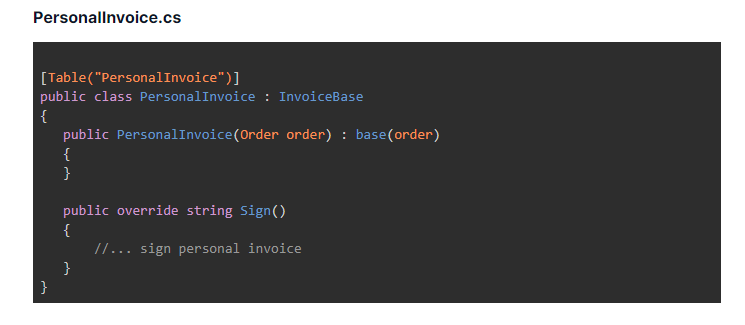 PersonalInvoice.cs
[Table("PersonalInvoice")]
public class PersonalInvoice : InvoiceBase
{
   public PersonalInvoice(Order order) : base(order)
   {
   }

   public override string Sign()
   {
       //... sign personal invoice
   }
}